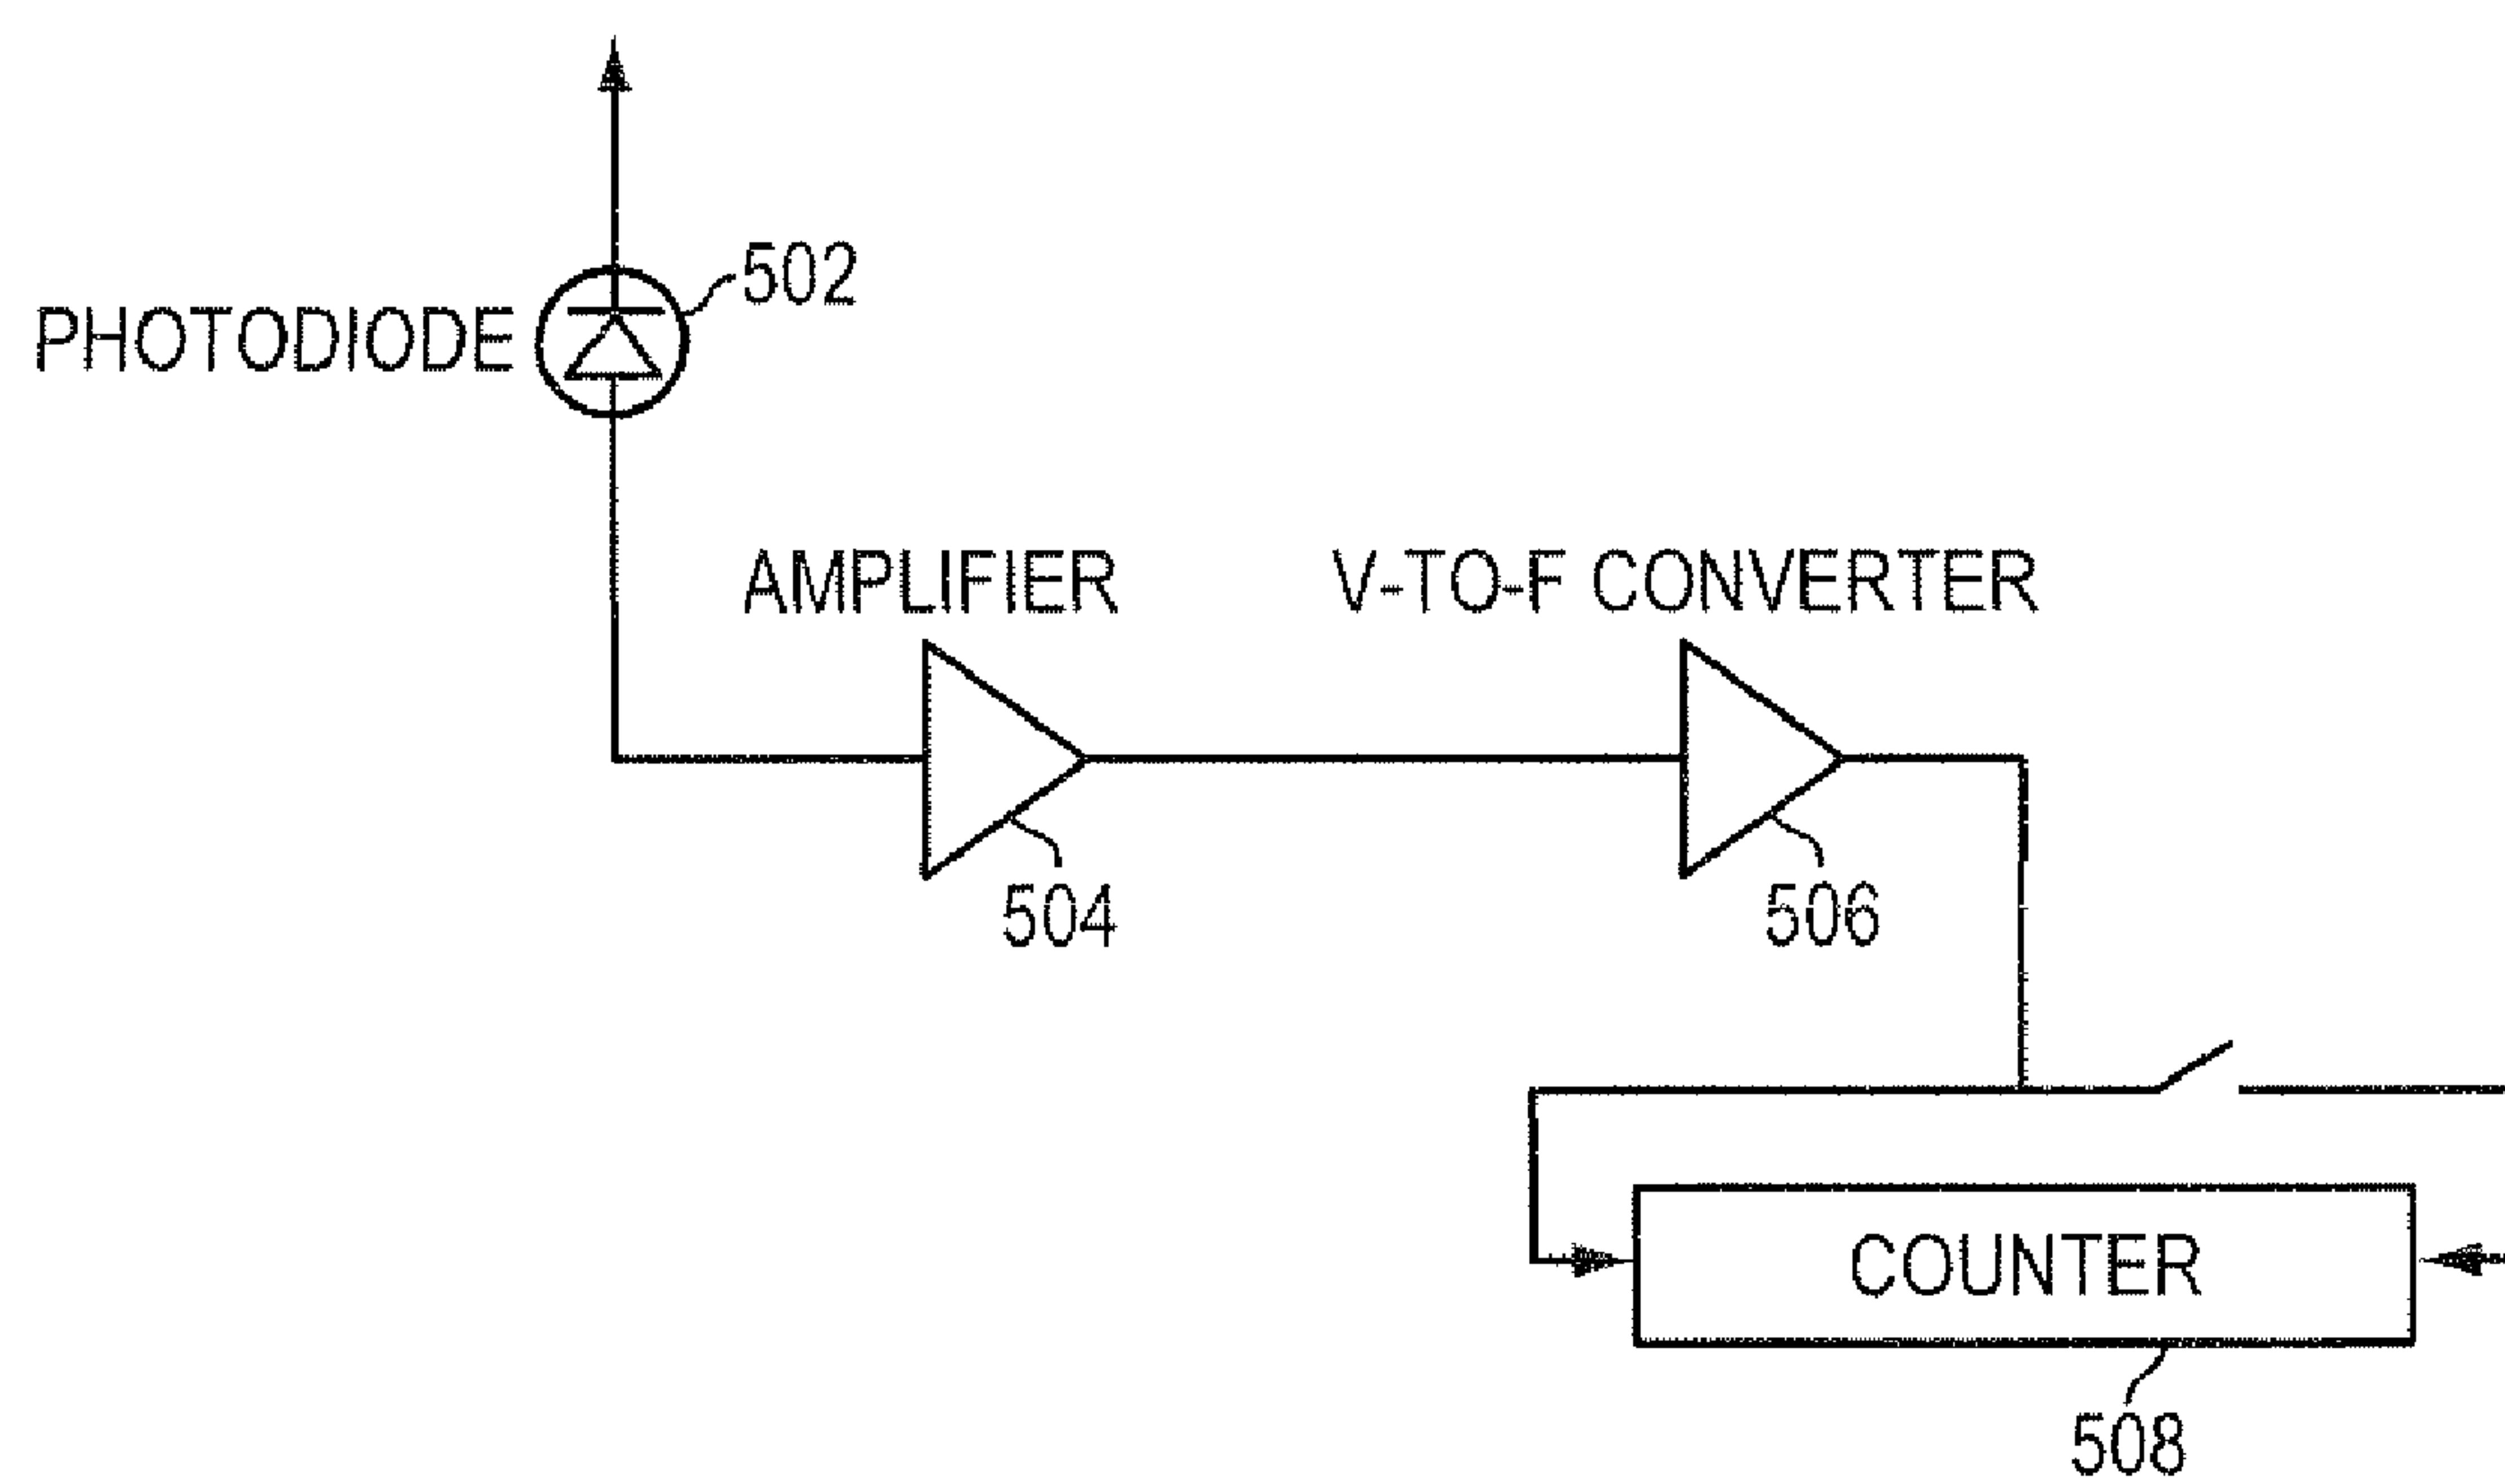 502
PHOTODIODE
AMPLIFIER
V-TO-F CONVERTER
504
506
COUNTER
508